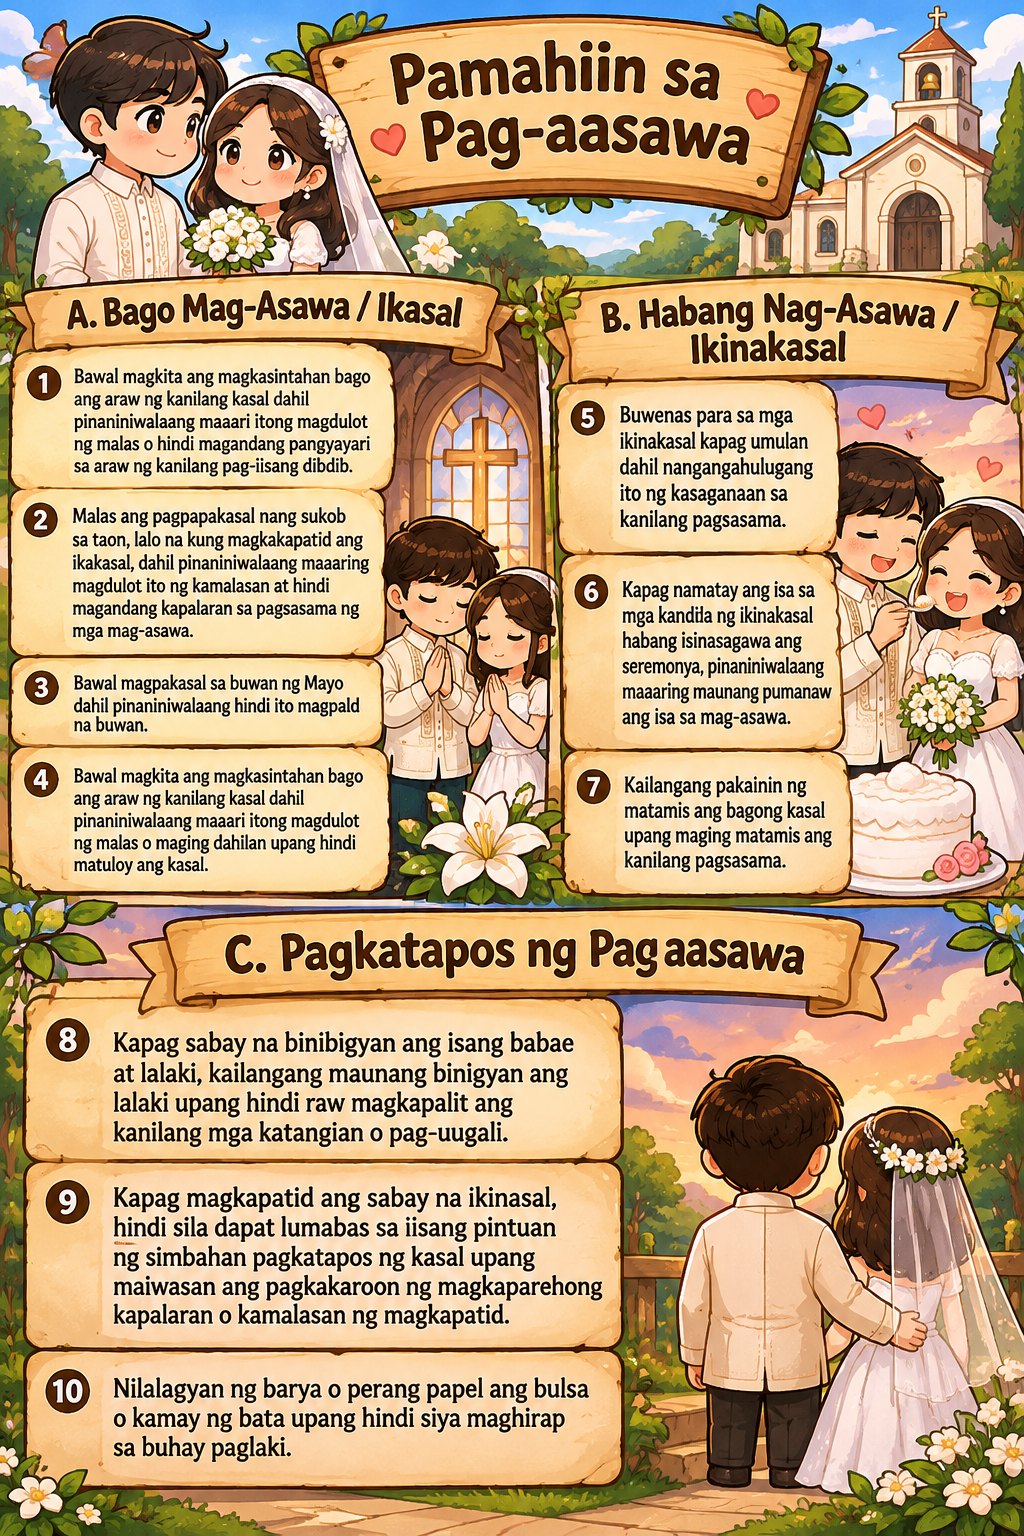 Pamahiin sa
Pag-aasawa
A. Bago Mag-Asawa / Ikasal
1
Bawal magkita ang magkasintahan bago
ang araw ng kanilang kasal dahil
pinaniniwalaang maaari itong magdulot
ng malas o hindi magandang pangyayari
sa araw ng kanilang pag-iisang dibdib.
2
Malas ang pagpapakasal nang sukob
sa taon, lalo na kung magkakapatid ang
ikakasal, dahil pinaniniwalaang maaaring
magdulot ito ng kamalasan at hindi
magandang kapalaran sa pagsasama ng
mga mag-asawa.
3
Bawal magpakasal sa buwan ng Mayo
dahil pinaniniwalaang hindi ito magpald
na buwan.
4
Bawal magkita ang magkasintahan bago
ang araw ng kanilang kasal dahil
pinaniniwalaang maaari itong magdulot
ng malas o maging dahilan upang hindi
matuloy ang kasal.
B. Habang Nag-Asawa /
Ikinakasal
5
Buwenas para sa mga
ikinakasal kapag umulan
dahil nangangahulugang
ito ng kasaganaan sa
kanilang pagsasama.
6
Kapag namatay ang isa sa
mga kandila ng ikinakasal
habang isinasagawa ang
seremonya, piniwalaang
maaaring maunang pumanaw
ang isa sa mag-asawa.
7
Kailangang pakainin ng
matamis ang bagong kasal
upang maging matamis ang
kanilang pagsasama.
C. Pagkatapos ng Pag aasawa
8
Kapag sabay na binibigyan ang isang babae
at lalaki, kailangang maunang binigyan ang
lalaki upang hindi raw magkapalit ang
kanilang mga katangian o pag-uugali.
9
Kapag magkapatid ang sabay na ikinasal,
hindi sila dapat lumabas sa iisang pintuan
ng simbahan pagkatapos ng kasal upang
maiwasan ang pagkakaroon ng magkaparehong
kapalaran o kamalasan ng magkapatid.
10
Nilalagyan ng barya o perang papel ang bulsa
o kamay ng bata upang hindi siya maghirap
sa buhay paglaki.